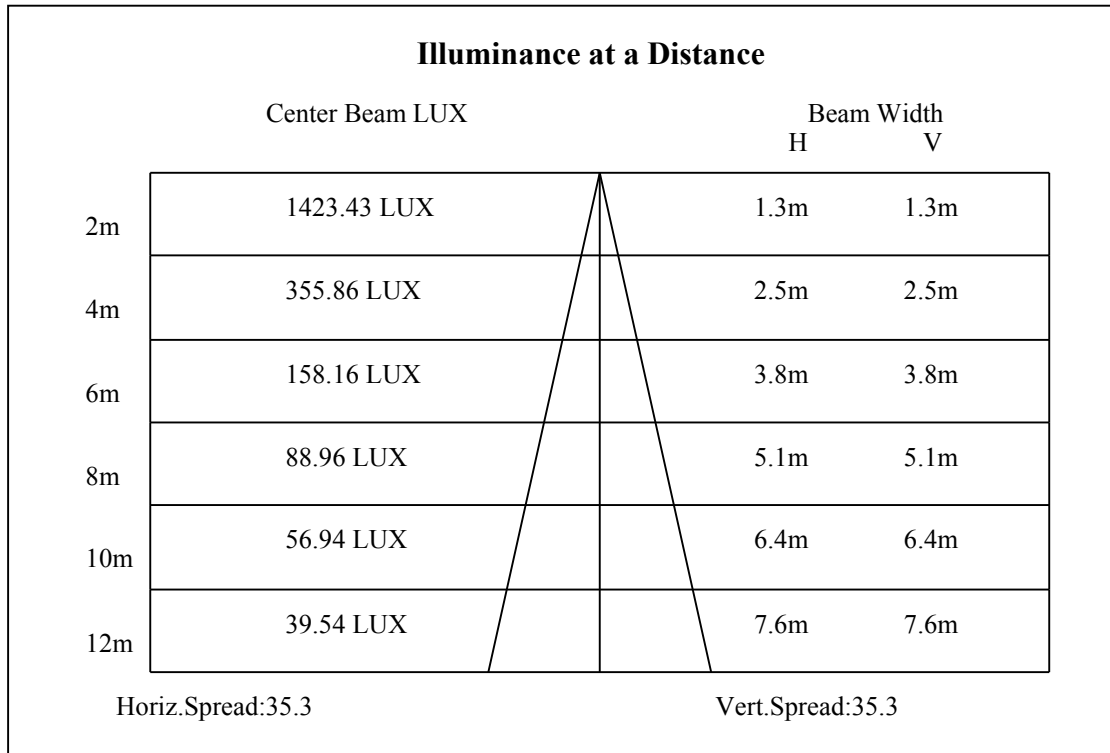 Illuminance at a Distance
Center Beam LUX Beam Width
H V
2m 1423.43 LUX 1.3m 1.3m
4m 355.86 LUX 2.5m 2.5m
6m 158.16 LUX 3.8m 3.8m
8m 88.96 LUX 5.1m 5.1m
10m 56.94 LUX 6.4m 6.4m
12m 39.54 LUX 7.6m 7.6m
Horiz.Spread:35.3 Vert.Spread:35.3